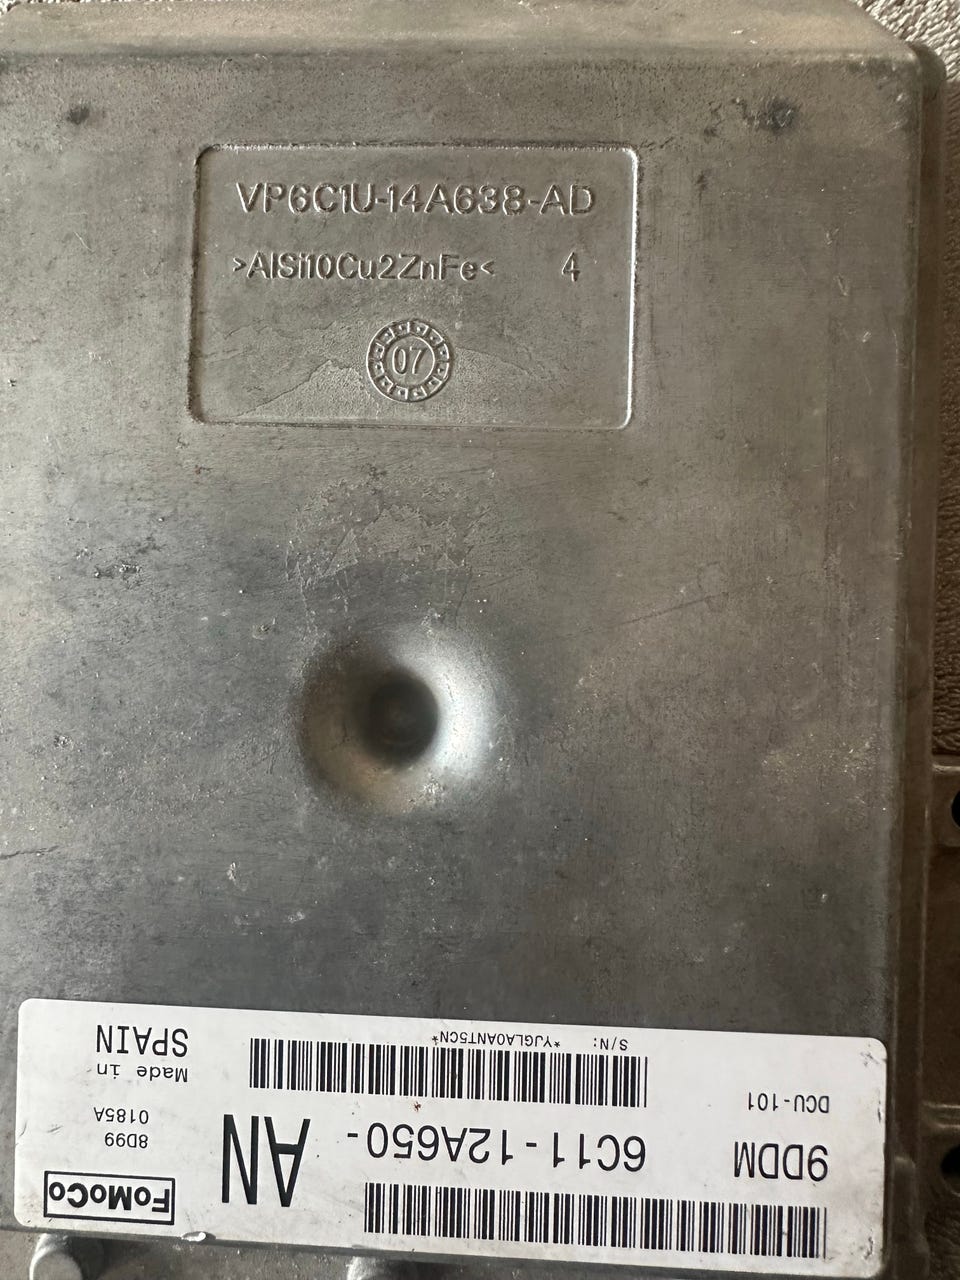 VP6C1U-14A638-AD
>AlSi10Cu2ZnFe< 4
07
FoMoCo
9DDM 6C11-12A650- AN
8D99
0185A
DCU-101
Made in
SPAIN
S/N: *YJGLA0ANT5CN*